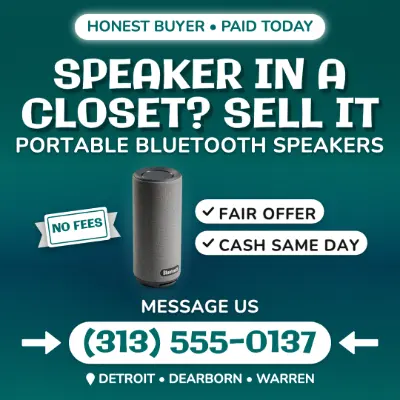 HONEST BUYER • PAID TODAY
SPEAKER IN A
CLOSET? SELL IT
PORTABLE BLUETOOTH SPEAKERS
NO FEES
FAIR OFFER
CASH SAME DAY
MESSAGE US
(313) 555-0137
DETROIT • DEARBORN • WARREN